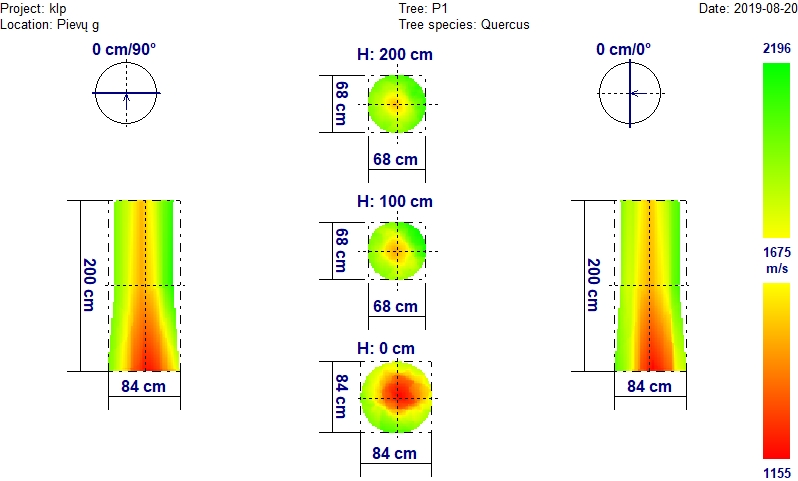 Project: klp
Tree: P1
Date: 2019-08-20
Location: Pievų g
Tree species: Quercus
0 cm/90°
H: 200 cm
0 cm/0°
2196
68 cm
68 cm
H: 100 cm
68 cm
68 cm
1675
m/s
200 cm
200 cm
H: 0 cm
84 cm
84 cm
84 cm
84 cm
1155